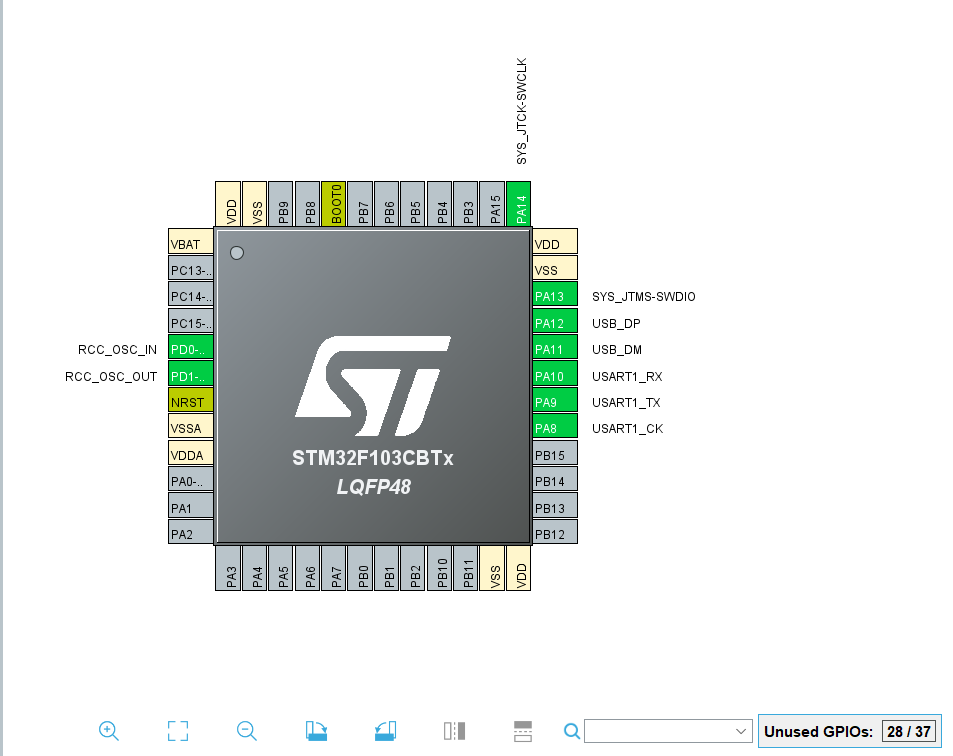 SYS_JTCK-SWCLK
VDD
VSS
PB9
PB8
BOOT0
PB7
PB6
PB5
PB4
PB3
PA15
PA14
VBAT
PC13-..
PC14-..
PC15-..
RCC_OSC_IN PD0-..
RCC_OSC_OUT PD1-..
NRST
VSSA
VDDA
PA0-..
PA1
PA2
VDD
VSS
PA13 SYS_JTMS-SWDIO
PA12 USB_DP
PA11 USB_DM
PA10 USART1_RX
PA9 USART1_TX
PA8 USART1_CK
PB15
PB14
PB13
PB12
ST
STM32F103CBTx
LQFP48
PA3
PA4
PA5
PA6
PA7
PB0
PB1
PB2
PB10
PB11
VSS
VDD
Unused GPIOs: 28 / 37